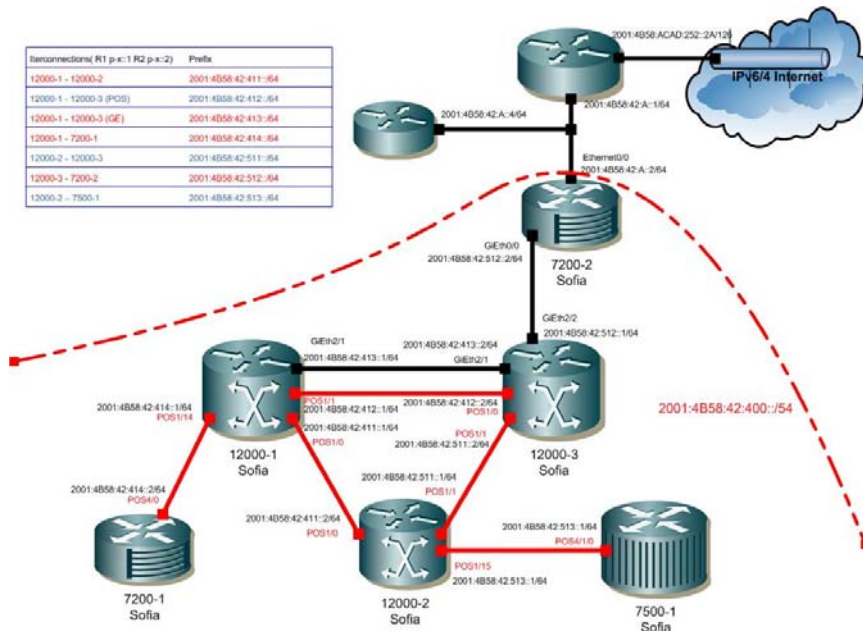 Iterconnections( R1 p-x::1 R2 p-x::2) Prefix
12000-1 - 12000-2 2001:4B58:42:411::/64
12000-1 - 12000-3 (POS) 2001:4B58:42:412::/64
12000-1 - 12000-3 (GE) 2001:4B58:42:413::/64
12000-1 - 7200-1 2001:4B58:42:414::/64
12000-2 - 12000-3 2001:4B58:42:511::/64
12000-3 - 7200-2 2001:4B58:42:512::/64
12000-2 – 7500-1 2001:4B58:42:513::/64
2001:4B58:ACAD:252::2A/126
IPv6/4 Internet
2001:4B58:42:A::1/64
2001:4B58:42:A::4/64
Ethernet0/0
2001:4B58:42:A::2/64
7200-2
Sofia
GiEth0/0
2001:4B58:42:512::2/64
GiEth2/2
2001:4B58:42:512::1/64
GiEth2/1
2001:4B58:42:413::1/64
2001:4B58:42:413::2/64
GiEth2/1
POS1/1
2001:4B58:42:412::1/64
2001:4B58:42:412::2/64
POS1/0
2001:4B58:42:411::1/64
POS1/0
POS1/1
2001:4B58:42:511::2/64
2001:4B58:42:414::1/64
POS1/14
12000-1
Sofia
12000-3
Sofia
2001:4B58:42:400::/54
2001:4B58:42:414::2/64
POS4/0
2001:4B58:42:511::1/64
POS1/1
2001:4B58:42:411::2/64
POS1/0
2001:4B58:42:513::1/64
POS4/1/0
POS1/15
2001:4B58:42:513::1/64
7200-1
Sofia
12000-2
Sofia
7500-1
Sofia